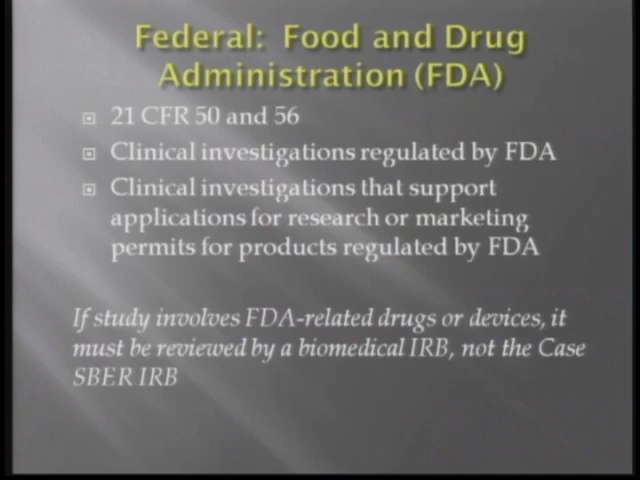 Federal: Food and Drug
Administration (FDA)
21 CFR 50 and 56
Clinical investigations regulated by FDA
Clinical investigations that support
applications for research or marketing
permits for products regulated by FDA
If study involves FDA-related drugs or devices, it
must be reviewed by a biomedical IRB, not the Case
SBER IRB